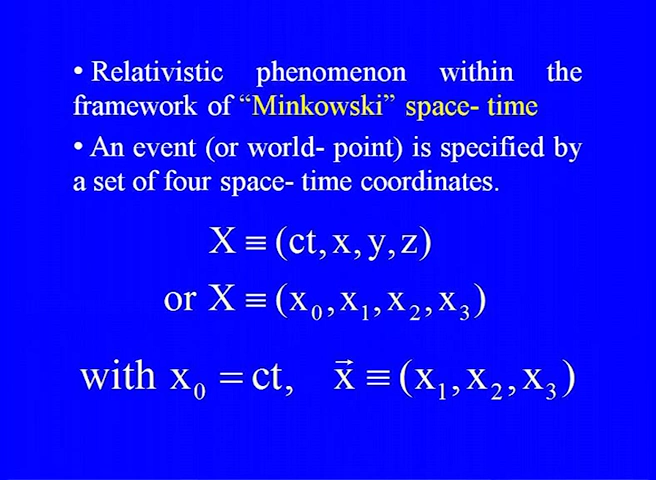 • Relativistic phenomenon within the
framework of “Minkowski” space- time
• An event (or world- point) is specified by
a set of four space- time coordinates.
X ≡ (ct, x, y, z)
or X ≡ (x₀, x₁, x₂, x₃)
with x₀ = ct, x⃗ ≡ (x₁, x₂, x₃)